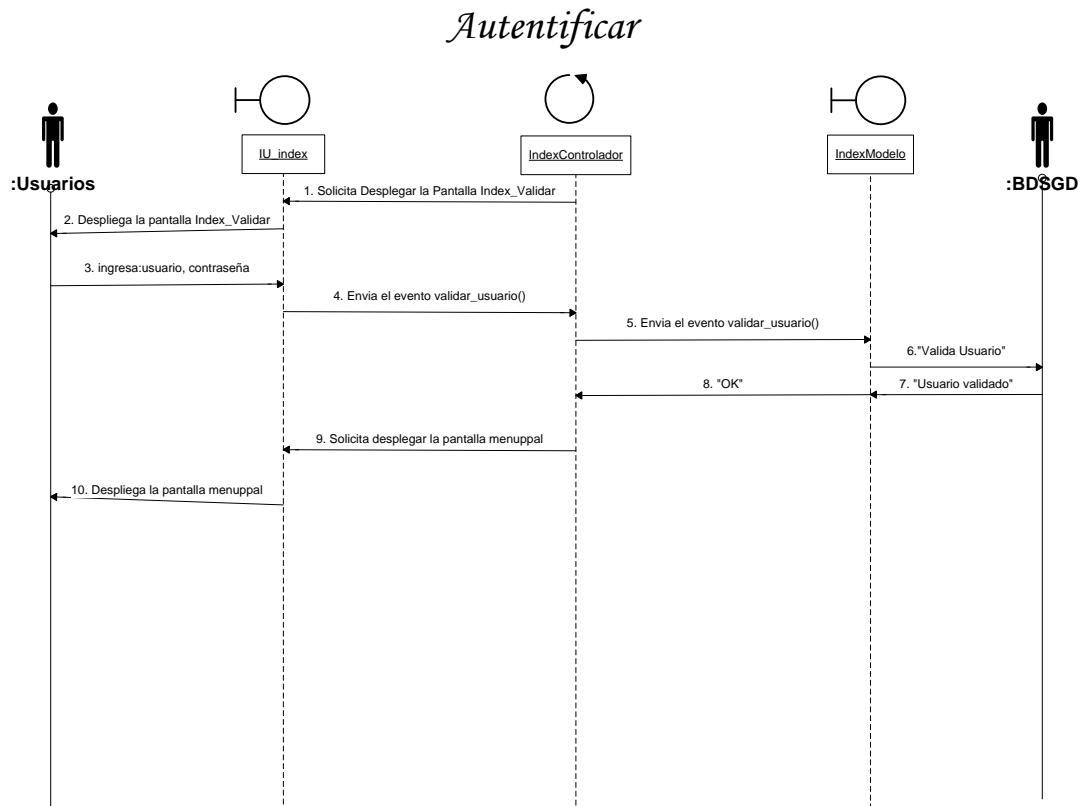 Autentificar
IU_index
IndexControlador
IndexModelo
:Usuarios
:BDSGD
1. Solicita Desplegar la Pantalla Index_Validar
2. Despliega la pantalla Index_Validar
3. ingresa:usuario, contraseña
4. Envia el evento validar_usuario()
5. Envia el evento validar_usuario()
6."Valida Usuario"
7. "Usuario validado"
8. "OK"
9. Solicita desplegar la pantalla menuppal
10. Despliega la pantalla menuppal